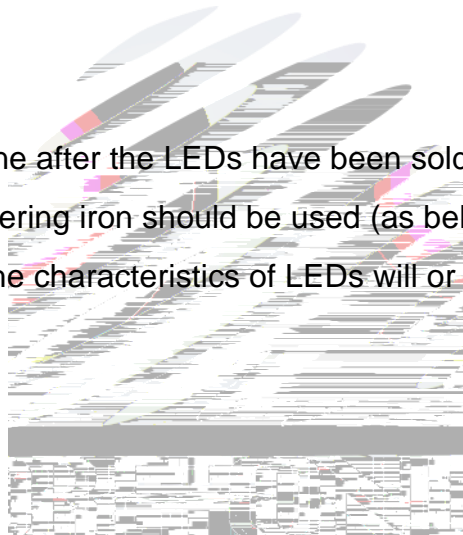 ne after the LEDs have been sold
ering iron should be used (as bel
ne characteristics of LEDs will or